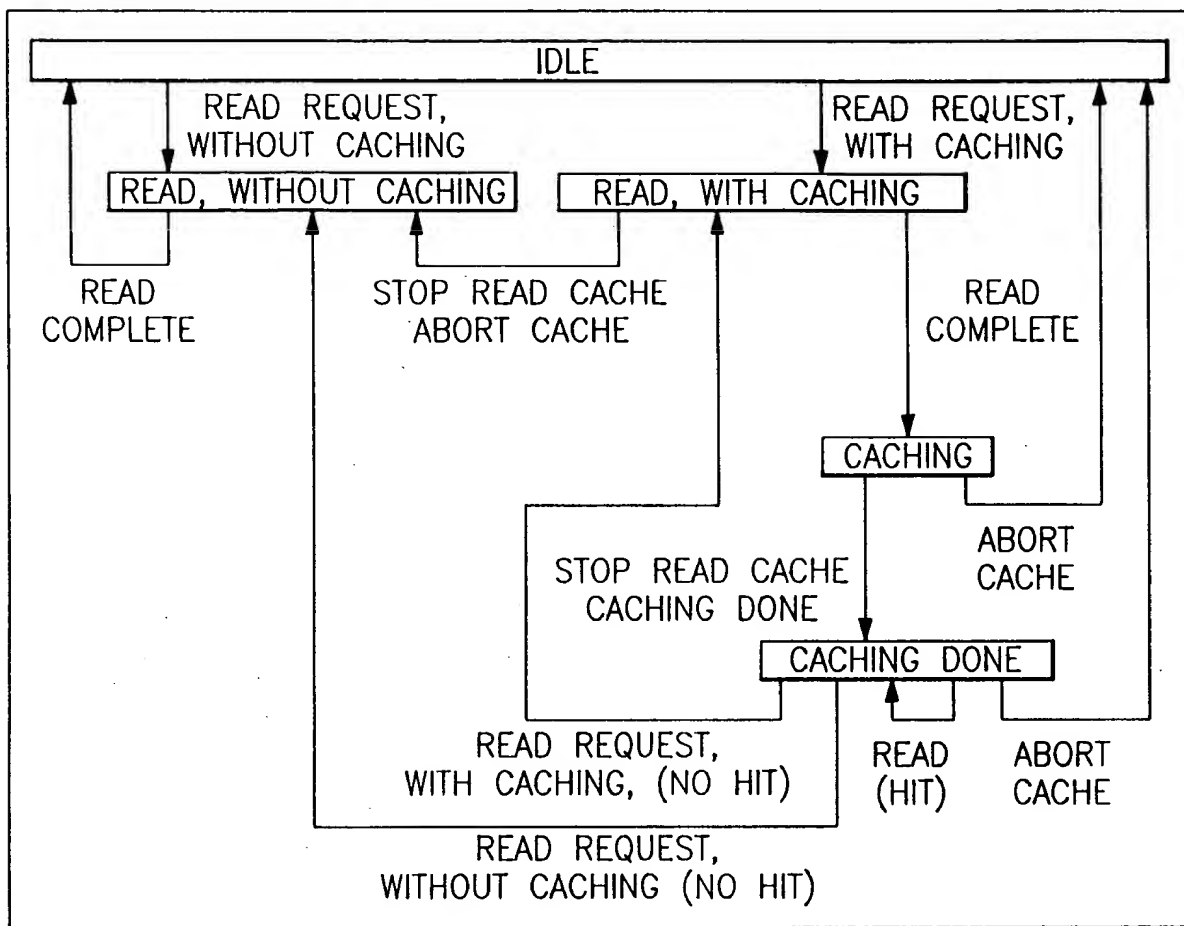 IDLE
READ REQUEST,
WITHOUT CACHING
READ REQUEST,
WITH CACHING
READ, WITHOUT CACHING
READ, WITH CACHING
READ
COMPLETE
STOP READ CACHE
ABORT CACHE
READ
COMPLETE
CACHING
ABORT
CACHE
STOP READ CACHE
CACHING DONE
CACHING DONE
READ REQUEST,
WITH CACHING, (NO HIT)
READ
(HIT)
ABORT
CACHE
READ REQUEST,
WITHOUT CACHING (NO HIT)